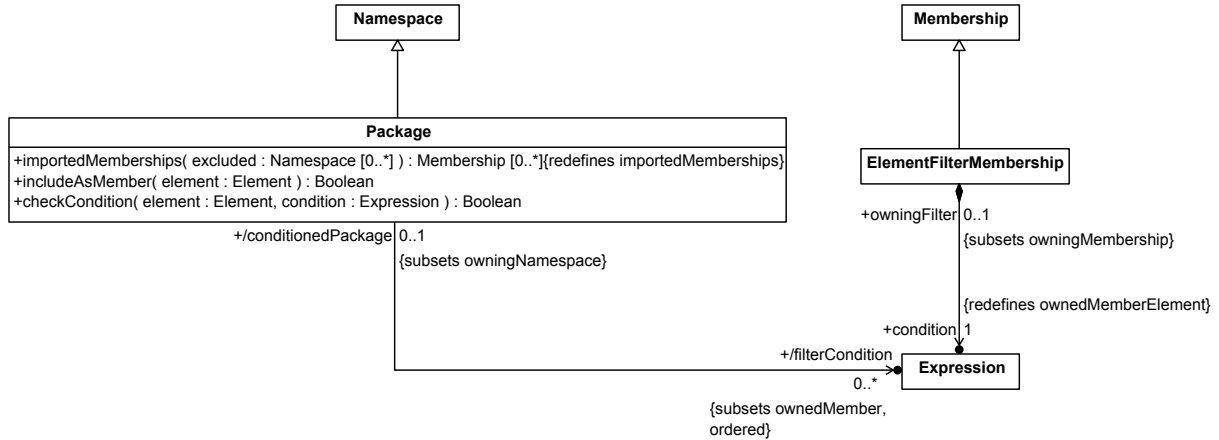 Namespace
Membership
Package
+importedMemberships( excluded : Namespace [0..*] ) : Membership [0..*]{redefines importedMemberships}
+includeAsMember( element : Element ) : Boolean
+checkCondition( element : Element, condition : Expression ) : Boolean
ElementFilterMembership
+owningFilter 0..1
{subsets owningMembership}
+/conditionedPackage 0..1
{subsets owningNamespace}
{redefines ownedMemberElement}
+condition 1
+/filterCondition
Expression
0..*
{subsets ownedMember,
ordered}